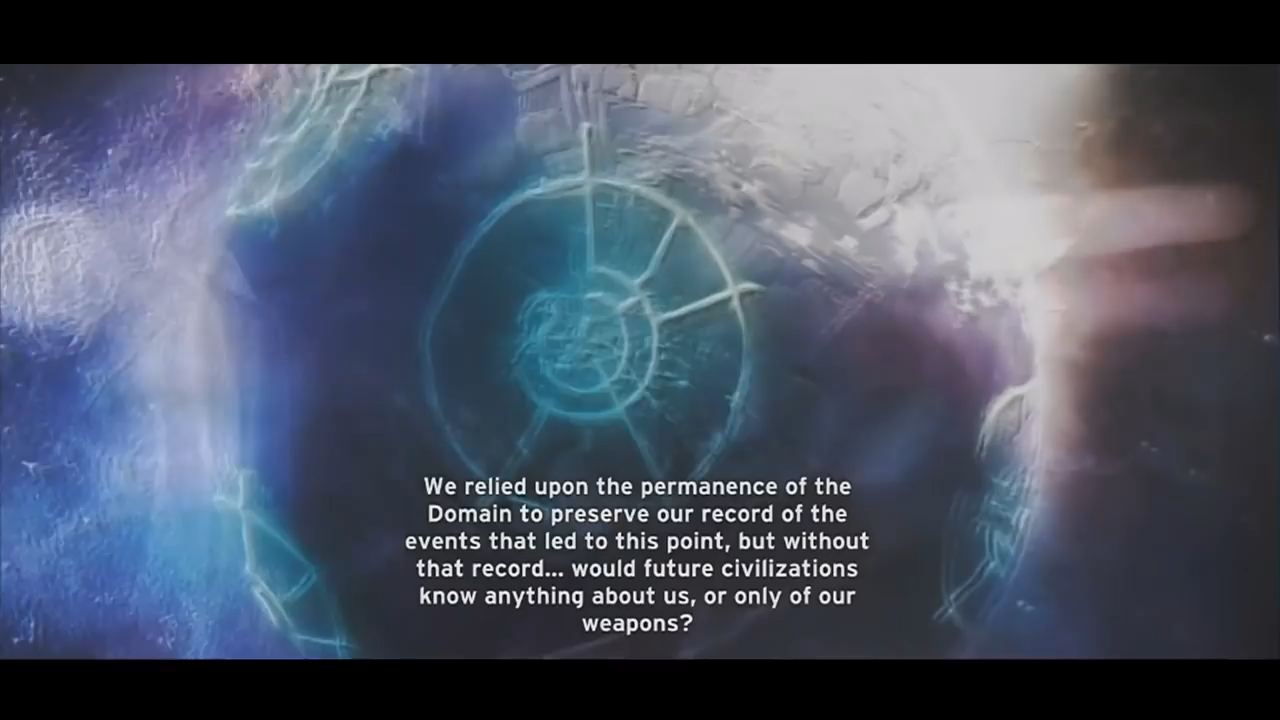 We relied upon the permanence of the
Domain to preserve our record of the
events that led to this point, but without
that record... would future civilizations
know anything about us, or only of our
weapons?